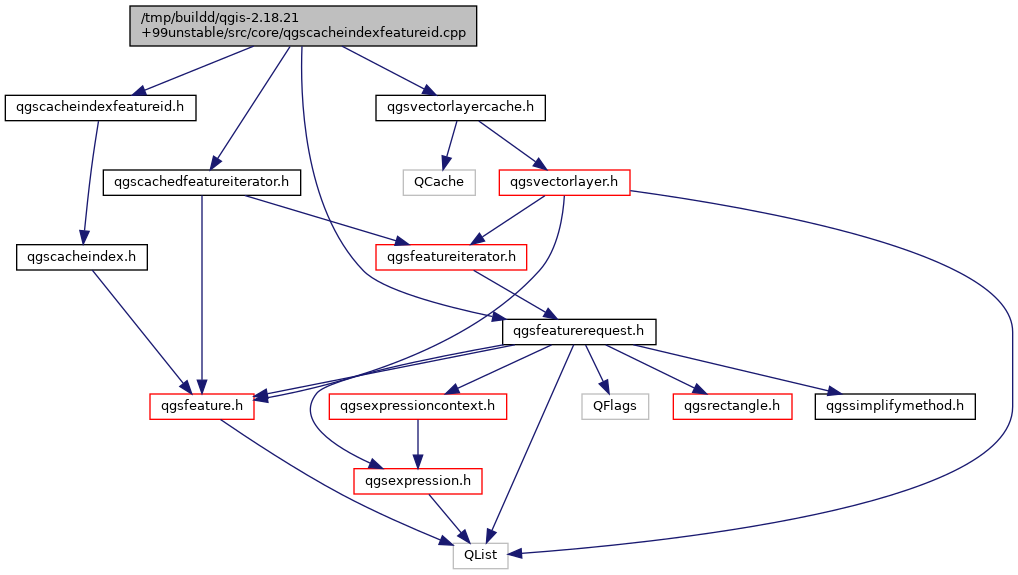 /tmp/buildd/qgis-2.18.21
+99unstable/src/core/qgscacheindexfeatureid.cpp
qgscacheindexfeatureid.h
qgsvectorlayercache.h
qgscachedfeatureiterator.h
QCache
qgsvectorlayer.h
qgscacheindex.h
qgsfeatureiterator.h
qgsfeaturerequest.h
qgsfeature.h
qgsexpressioncontext.h
QFlags
qgsrectangle.h
qgssimplifymethod.h
qgsexpression.h
QList